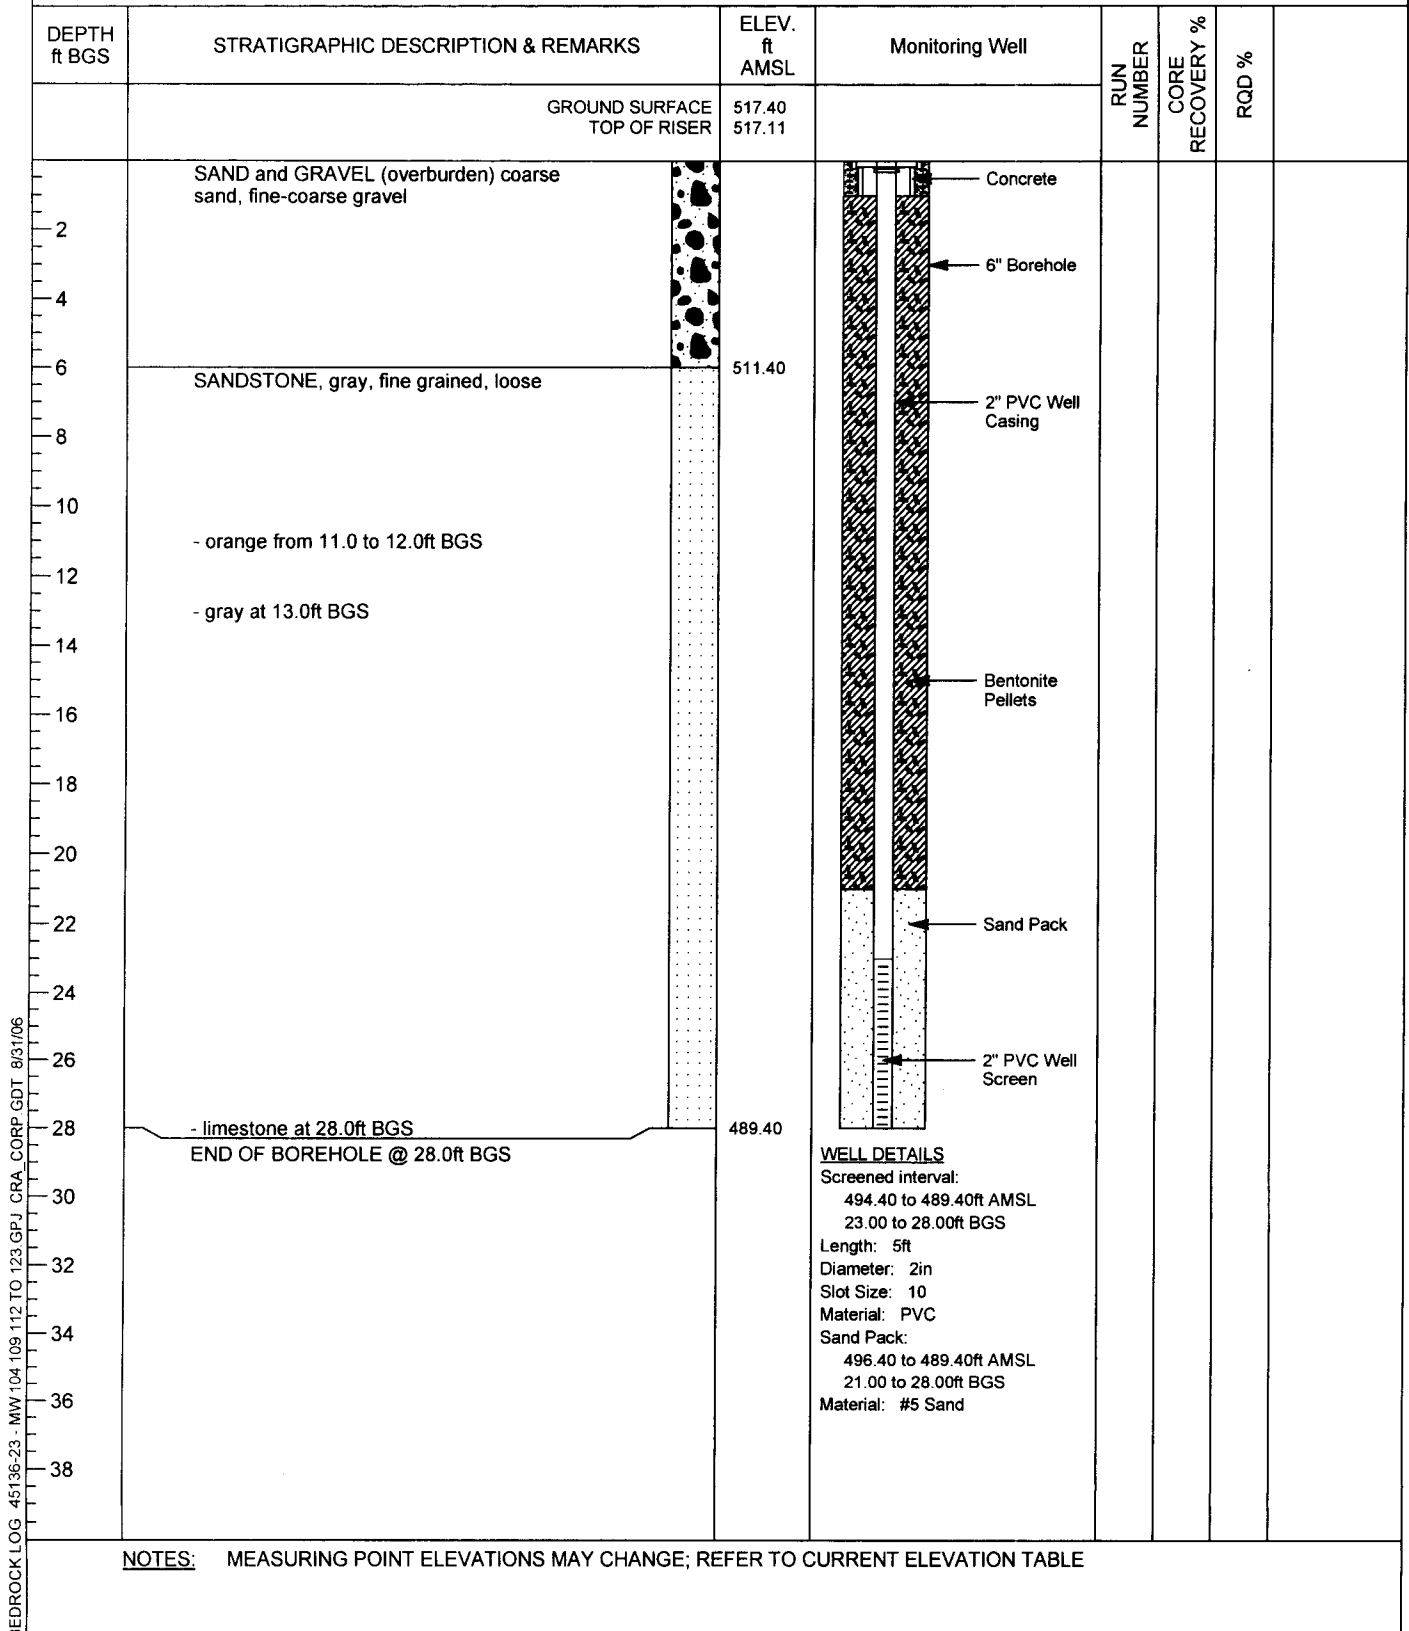 DEPTH
ft BGS
STRATIGRAPHIC DESCRIPTION & REMARKS
ELEV.
ft
AMSL
Monitoring Well
RUN
NUMBER
CORE
RECOVERY %
RQD %
GROUND SURFACE 517.40
TOP OF RISER 517.11
SAND and GRAVEL (overburden) coarse
sand, fine-coarse gravel
Concrete
2
6" Borehole
4
6
511.40
SANDSTONE, gray, fine grained, loose
2" PVC Well
Casing
8
10
- orange from 11.0 to 12.0ft BGS
12
- gray at 13.0ft BGS
14
Bentonite
Pellets
16
18
20
22
Sand Pack
24
26
2" PVC Well
Screen
28
- limestone at 28.0ft BGS
489.40
END OF BOREHOLE @ 28.0ft BGS
WELL DETAILS
Screened interval:
494.40 to 489.40ft AMSL
23.00 to 28.00ft BGS
Length: 5ft
Diameter: 2in
Slot Size: 10
Material: PVC
Sand Pack:
496.40 to 489.40ft AMSL
21.00 to 28.00ft BGS
Material: #5 Sand
30
32
34
36
38
NOTES: MEASURING POINT ELEVATIONS MAY CHANGE; REFER TO CURRENT ELEVATION TABLE
EDROCK LOG 45136-23 - MW104 109 112 TO 123.GPJ CRA_CORP.GDT 8/31/06